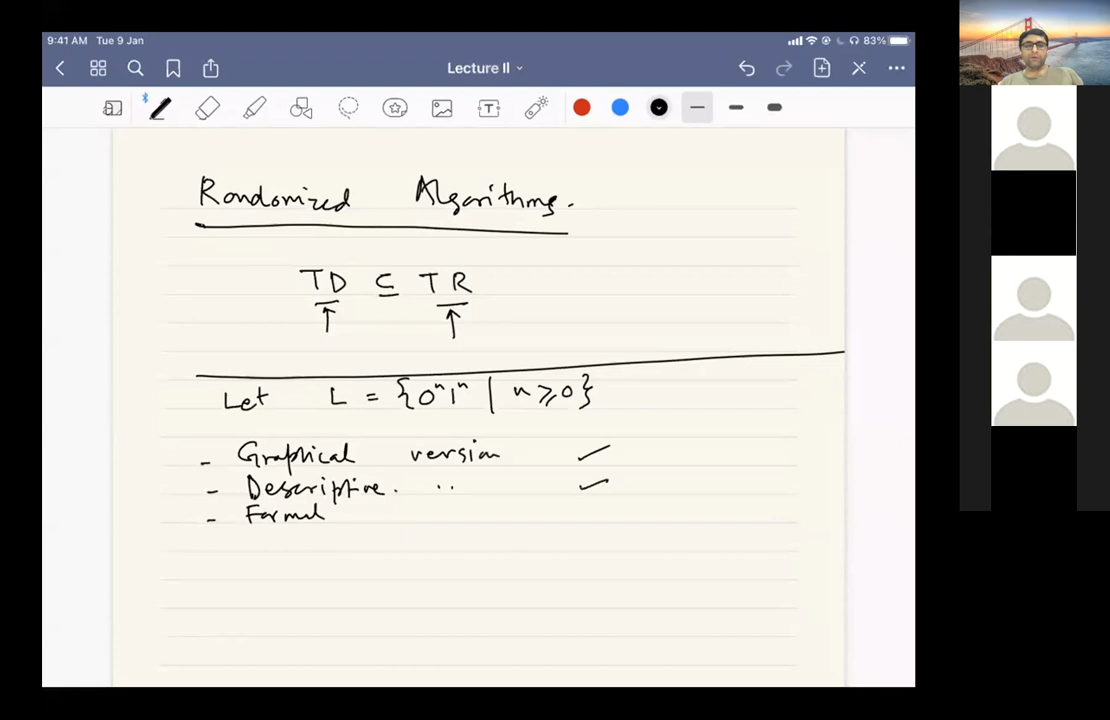 9:41 AM Tue 9 Jan
83%
Lecture II
Randomized Algorithms.
TD ⊆ TR
↑ ↑
Let L = {0ⁿ1ⁿ | n ≥ 0}
- Graphical version ✓
- Descriptive. ·· ✓
- Formal